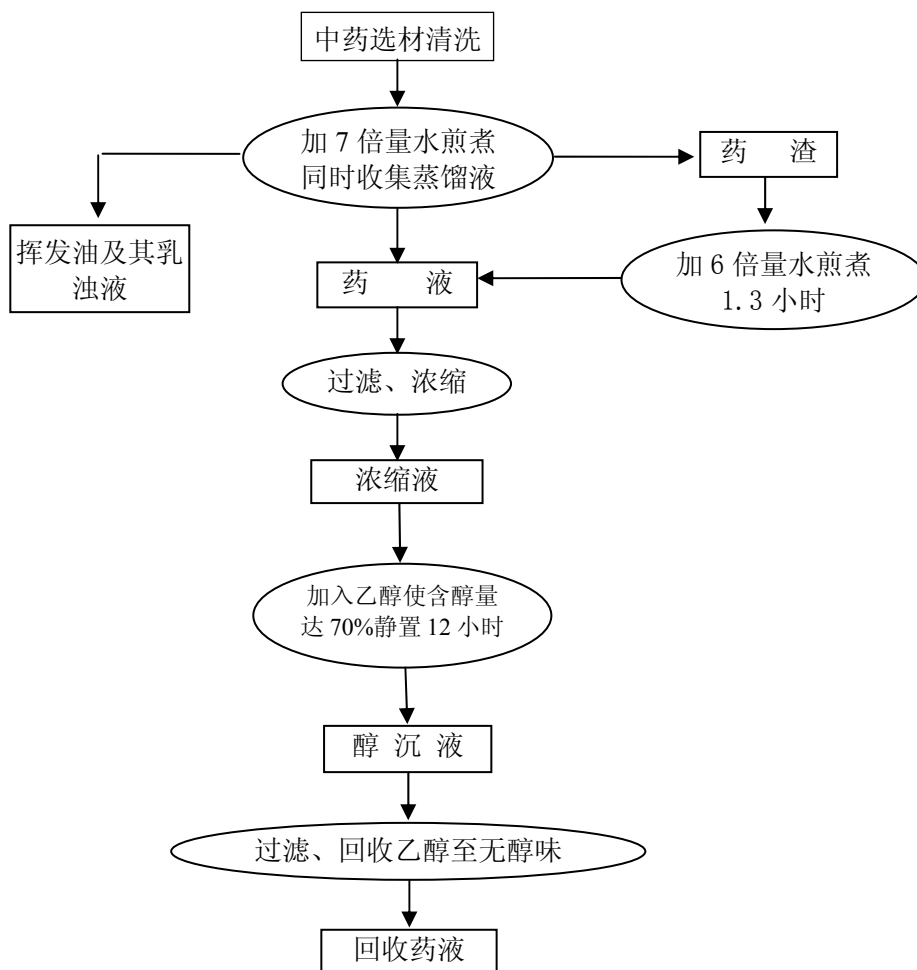 中药选材清洗
加 7 倍量水煎煮
同时收集蒸馏液
药 渣
挥发油及其乳
浊液
药 液
加 6 倍量水煎煮
1.3 小时
过滤、浓缩
浓缩液
加入乙醇使含醇量
达 70%静置 12 小时
醇 沉 液
过滤、回收乙醇至无醇味
回收药液